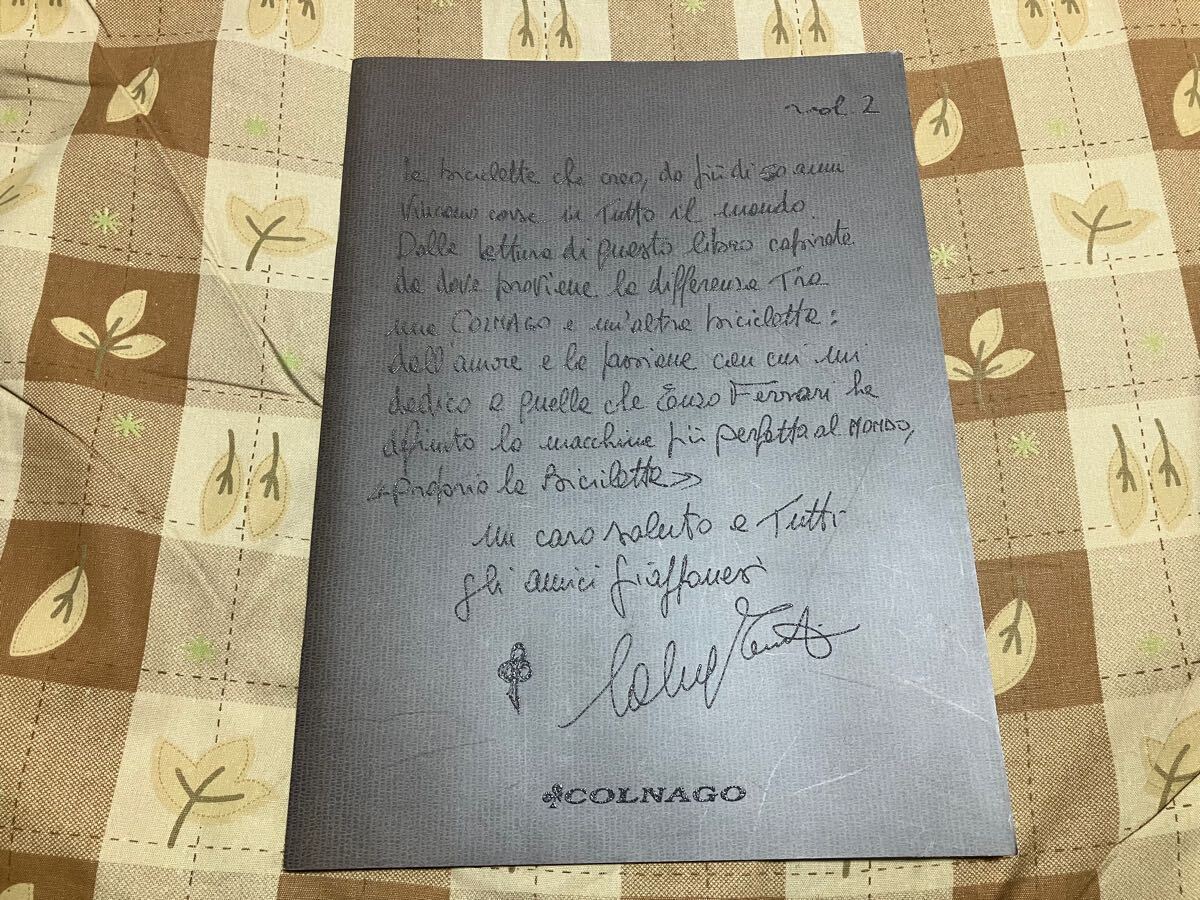 vol. 2
le biciclette che creo, da più di 50 anni
vincono corse in Tutto il mondo.
Dalla lettura di questo libro capirete
da dove proviene la differenza Tra
una COLNAGO e un'altra bicicletta:
dall'amore e la passione con cui mi
dedico a quella che Enzo Ferrari ha
definito la macchina più perfetta al MONDO,
<<proprio la Bicicletta>>
un caro saluto a Tutti
gli amici giapponesi
Colnago Ernesto
COLNAGO